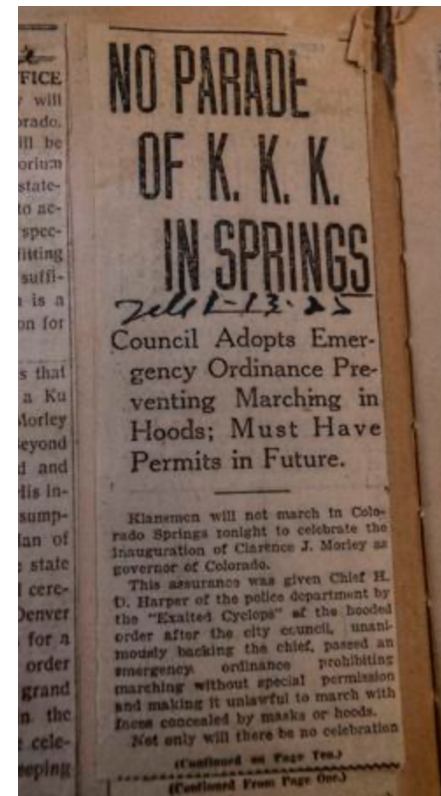 FICE
will
orado.
ill be
orium
state-
to ac-
spec-
fitting
suffi-
is a
on for
s that
a Ku
Morley
eyond
d and
His in-
sump-
lan of
state
cere-
Denver
for a
order
grand
n the
cele-
eeping
NO PARADE
OF K. K. K.
IN SPRINGS
1-13-25
Council Adopts Emer-
gency Ordinance Pre-
venting Marching in
Hoods; Must Have
Permits in Future.
Klansmen will not march in Colo-
rado Springs tonight to celebrate the
inauguration of Clarence J. Morley as
governor of Colorado.
This assurance was given Chief H.
D. Harper of the police department by
the "Exalted Cyclops" of the hooded
order after the city council, unani-
mously backing the chief, passed an
emergency ordinance prohibiting
marching without special permission
and making it unlawful to march with
faces concealed by masks or hoods.
Not only will there be no celebration
(Continued on Page Ten.)
(Continued From Page One.)